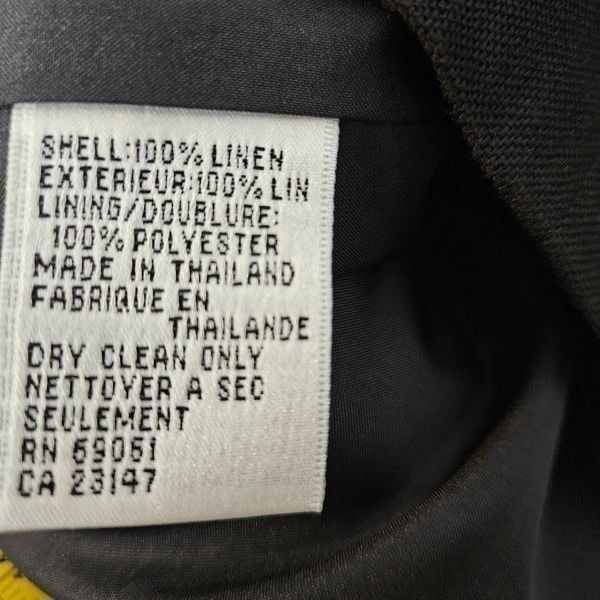 SHELL:100% LINEN
EXTERIEUR:100% LIN
LINING/DOUBLURE:
100% POLYESTER
MADE IN THAILAND
FABRIQUE EN
THAILANDE
DRY CLEAN ONLY
NETTOYER A SEC
SEULEMENT
RN 59051
CA 23147